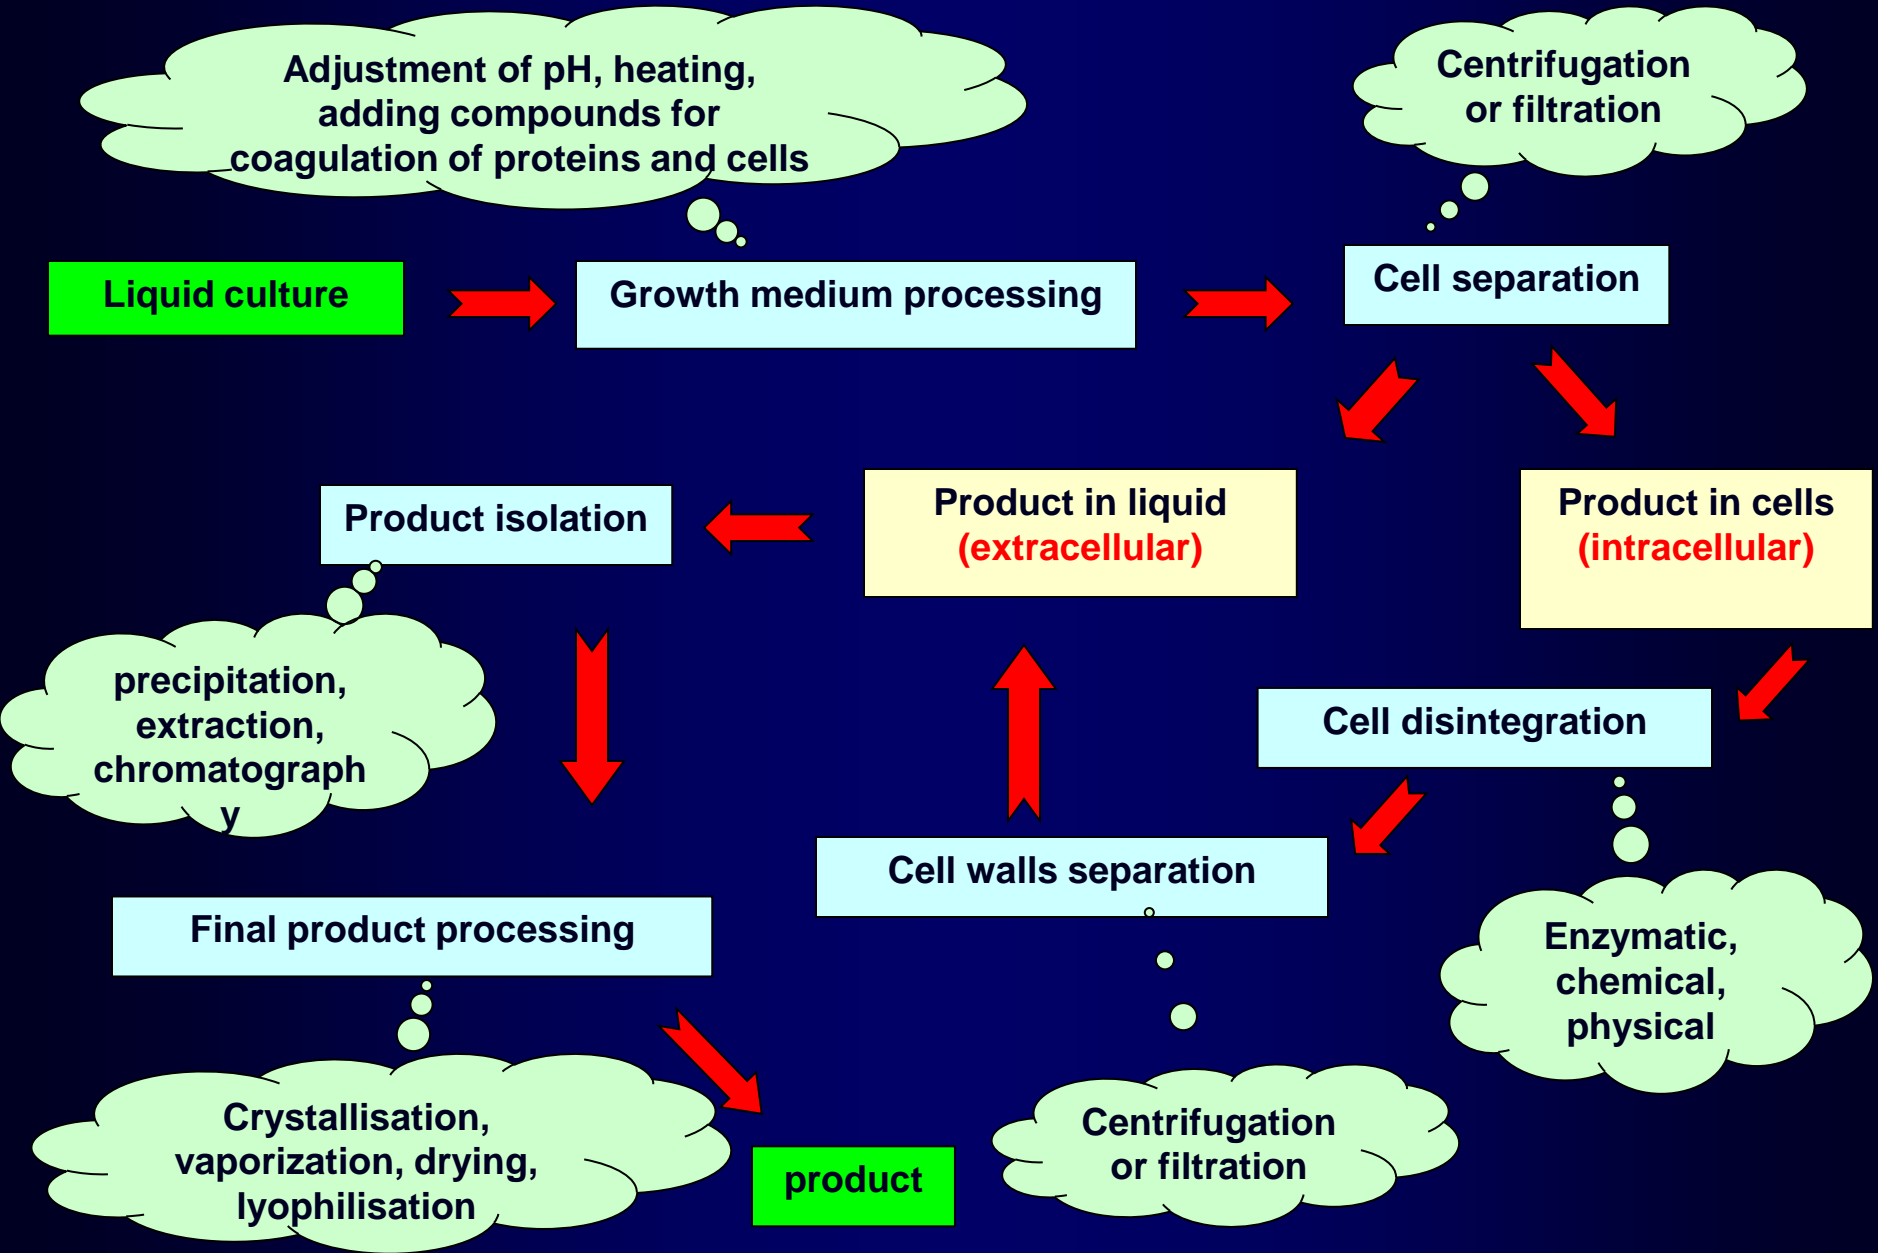 Adjustment of pH, heating,
adding compounds for
coagulation of proteins and cells
Centrifugation
or filtration
Liquid culture
Growth medium processing
Cell separation
Product isolation
Product in liquid
(extracellular)
Product in cells
(intracellular)
precipitation,
extraction,
chromatograph
y
Cell disintegration
Cell walls separation
Final product processing
Enzymatic,
chemical,
physical
Crystallisation,
vaporization, drying,
lyophilisation
product
Centrifugation
or filtration